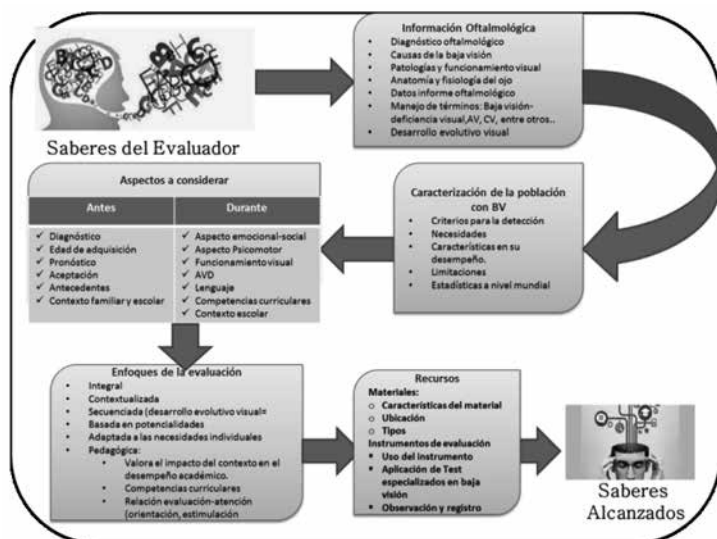 Información Oftalmológica
• Diagnóstico oftalmológico
• Causas de la baja visión
• Patologías y funcionamiento visual
• Anatomía y fisiología del ojo
• Datos informe oftalmológico
• Manejo de términos: Baja visión-
deficiencia visual,AV, CV, entre otros..
• Desarrollo evolutivo visual
Saberes del Evaluador
Aspectos a considerar
Antes
✓ Diagnóstico
✓ Edad de adquisición
✓ Pronóstico
✓ Aceptación
✓ Antecedentes
✓ Contexto familiar y escolar
Durante
✓ Aspecto emocional-social
✓ Aspecto Psicomotor
✓ Funcionamiento visual
✓ AVD
✓ Lenguaje
✓ Competencias curriculares
✓ Contexto escolar
Caracterización de la población
con BV
• Criterios para la detección
• Necesidades
• Características en su
desempeño.
• Limitaciones
• Estadísticas a nivel mundial
Enfoques de la evaluación
• Integral
• Contextualizada
• Secuenciada (desarrollo evolutivo visual=
• Basada en potencialidades
• Adaptada a las necesidades individuales
• Pedagógica:
• Valora el impacto del contexto en el
desempeño académico.
• Competencias curriculares
• Relación evaluación-atención
(orientación, estimulación
Recursos
Materiales:
o Características del material
o Ubicación
o Tipos
Instrumentos de evaluación
▪ Uso del instrumento
▪ Aplicación de Test
especializados en baja
visión
▪ Observación y registro
Saberes
Alcanzados